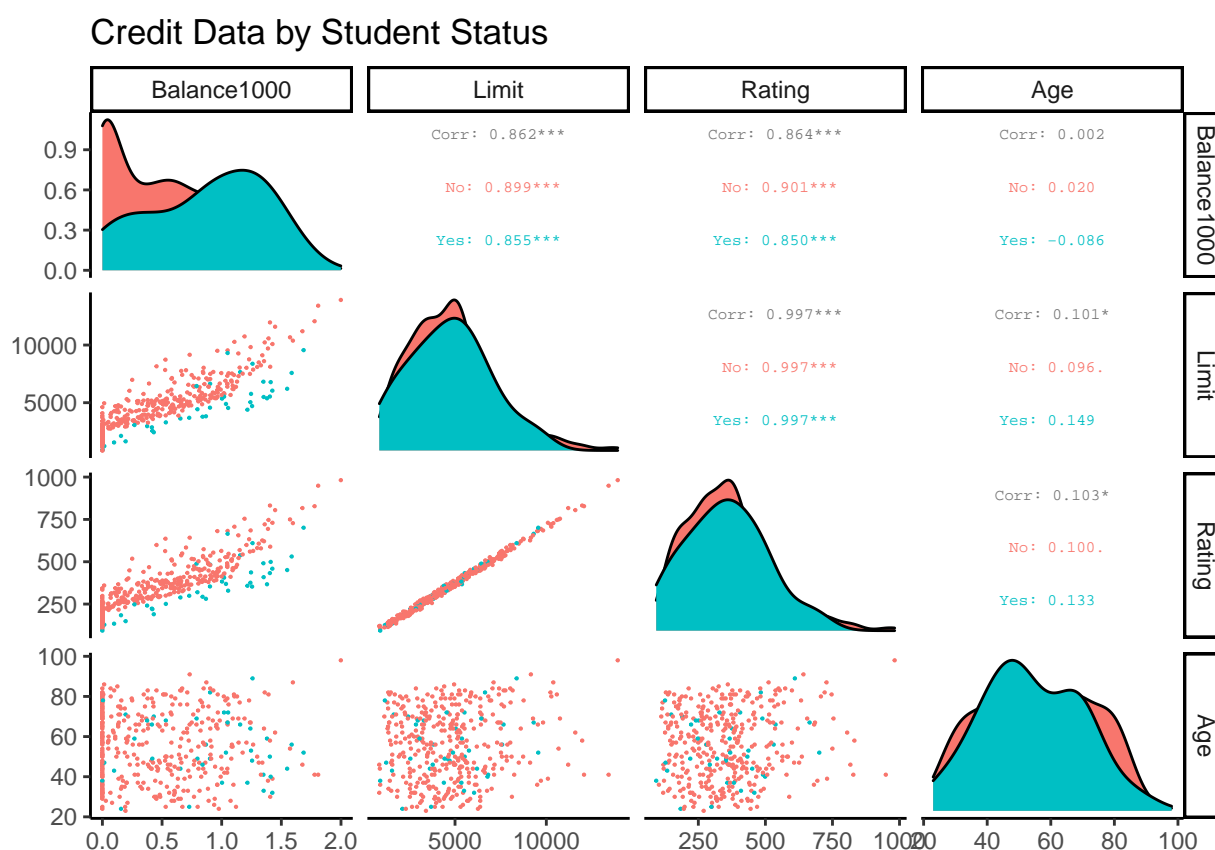 Credit Data by Student Status
Balance1000 Limit Rating Age
Corr: 0.862*** Corr: 0.864*** Corr: 0.002
No: 0.899*** No: 0.901*** No: 0.020
Yes: 0.855*** Yes: 0.850*** Yes: -0.086
0.9
0.6
0.3
0.0
Balance1000
Corr: 0.997*** Corr: 0.101*
No: 0.997*** No: 0.096.
Yes: 0.997*** Yes: 0.149
10000
5000
Limit
Corr: 0.103*
No: 0.100.
Yes: 0.133
1000
750
500
250
Rating
100
80
60
40
20
Age
0.0 0.5 1.0 1.5 2.0 5000 10000 250 500 750 1000 20 40 60 80 100